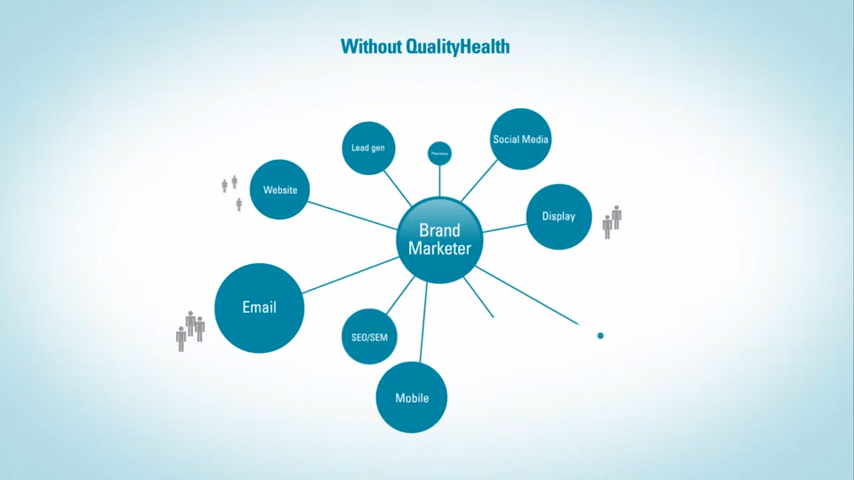 Without QualityHealth
Lead gen
Social Media
Website
Display
Brand
Marketer
Email
SEO/SEM
Mobile